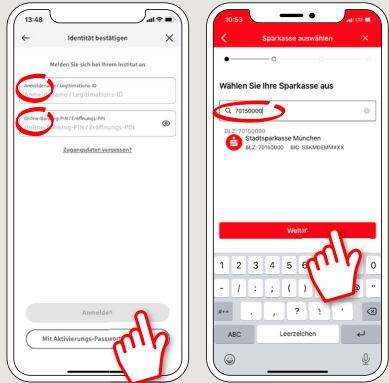 13:48
Identität bestätigen
Melden Sie sich bei Ihrem Institut an
Anmeldename / Legitimations-ID
Anmeldename / Legitimations-ID
Online-Banking-PIN / Eröffnungs-PIN
Online-Banking-PIN / Eröffnungs-PIN
Zugangsdaten vergessen?
Anmelden
Mit Aktivierungs-Passwort
10:53
LTE
Sparkasse auswählen
Wählen Sie Ihre Sparkasse aus
70150000
BLZ: 70150000
Stadtsparkasse München
BLZ: 70150000 BIC: SSKMDEMMXXX
Weiter
1 2 3 4 5 6 0
- / : ; ( ) @ "
#+= . , ? ! ' 
ABC Leerzeichen